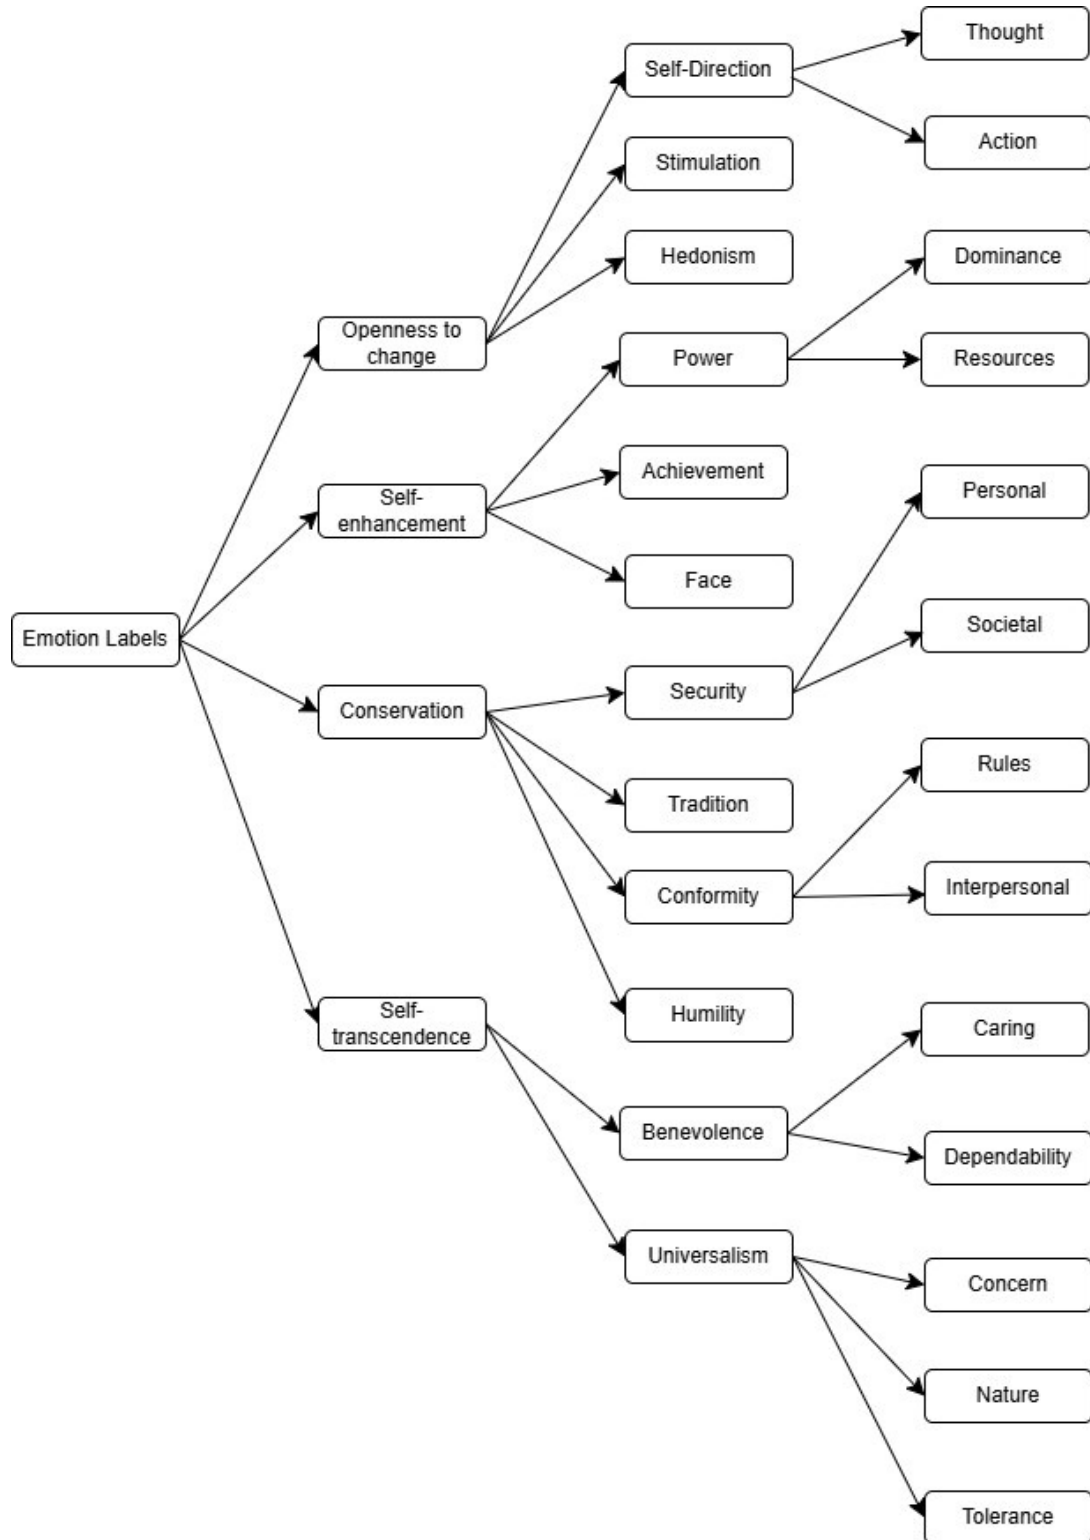 Thought
Self-Direction
Action
Stimulation
Hedonism
Dominance
Openness to
change
Power
Resources
Achievement
Personal
Self-
enhancement
Face
Societal
Emotion Labels
Security
Conservation
Rules
Tradition
Interpersonal
Conformity
Self-
transcendence
Humility
Caring
Benevolence
Dependability
Universalism
Concern
Nature
Tolerance